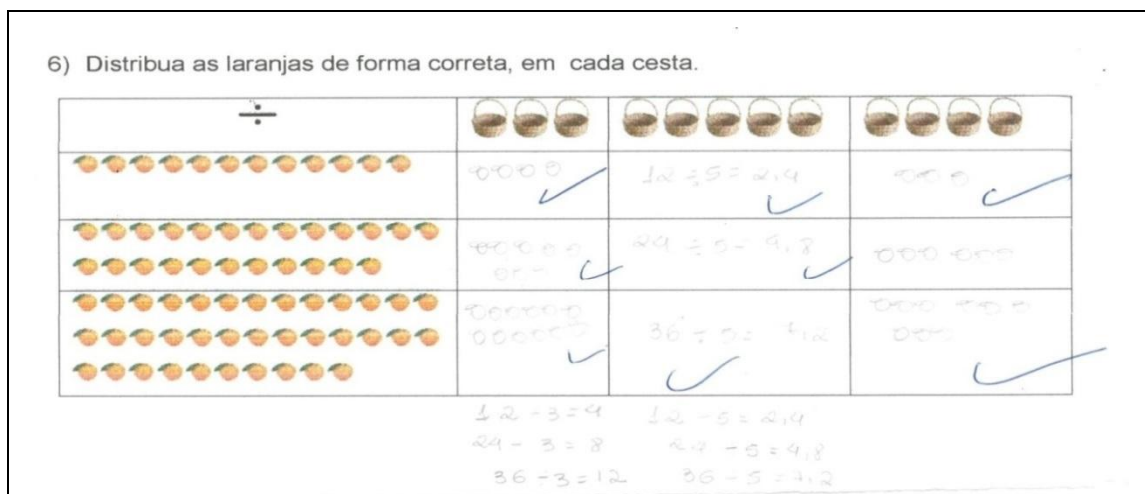 6) Distribua as laranjas de forma correta, em cada cesta.
÷
12 ÷ 5 = 2,4
24 ÷ 5 = 4,8
36 ÷ 5 = 7,2
12 ÷ 3 = 4 12 ÷ 5 = 2,4
24 ÷ 3 = 8 24 ÷ 5 = 4,8
36 ÷ 3 = 12 36 ÷ 5 = 7,2